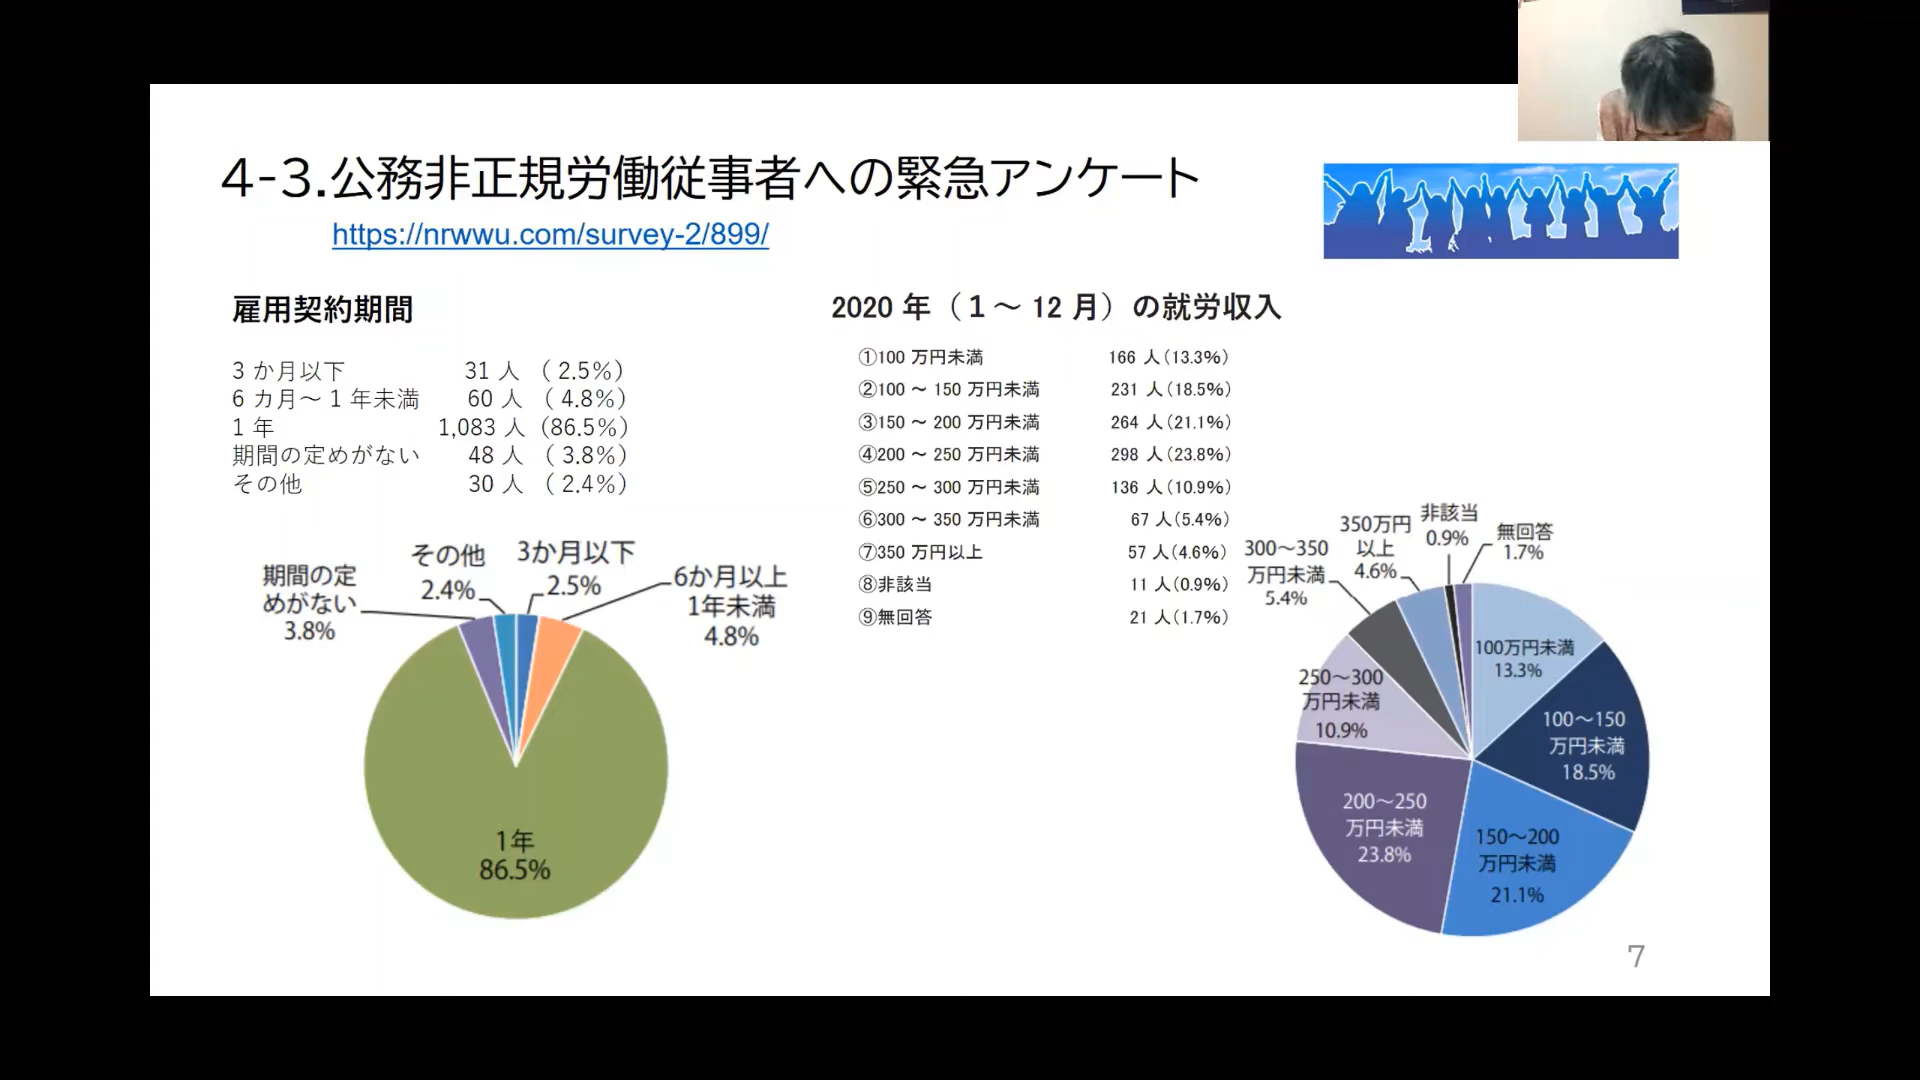 4-3.公務非正規労働従事者への緊急アンケート
https://nrwwu.com/survey-2/899/
雇用契約期間
3 か月以下 31 人 ( 2.5%)
6 カ月～ 1 年未満 60 人 ( 4.8%)
1 年 1,083 人 (86.5%)
期間の定めがない 48 人 ( 3.8%)
その他 30 人 ( 2.4%)
期間の定
めがない
3.8%
その他
2.4%
3か月以下
2.5%
6か月以上
1年未満
4.8%
1年
86.5%
2020 年（１～ 12 月）の就労収入
①100 万円未満 166 人(13.3%)
②100 ～ 150 万円未満 231 人(18.5%)
③150 ～ 200 万円未満 264 人(21.1%)
④200 ～ 250 万円未満 298 人(23.8%)
⑤250 ～ 300 万円未満 136 人(10.9%)
⑥300 ～ 350 万円未満 67 人(5.4%)
⑦350 万円以上 57 人(4.6%)
⑧非該当 11 人(0.9%)
⑨無回答 21 人(1.7%)
300～350
万円未満
5.4%
350万円
以上
4.6%
非該当
0.9%
無回答
1.7%
100万円未満
13.3%
100～150
万円未満
18.5%
150～200
万円未満
21.1%
200～250
万円未満
23.8%
250～300
万円未満
10.9%
7